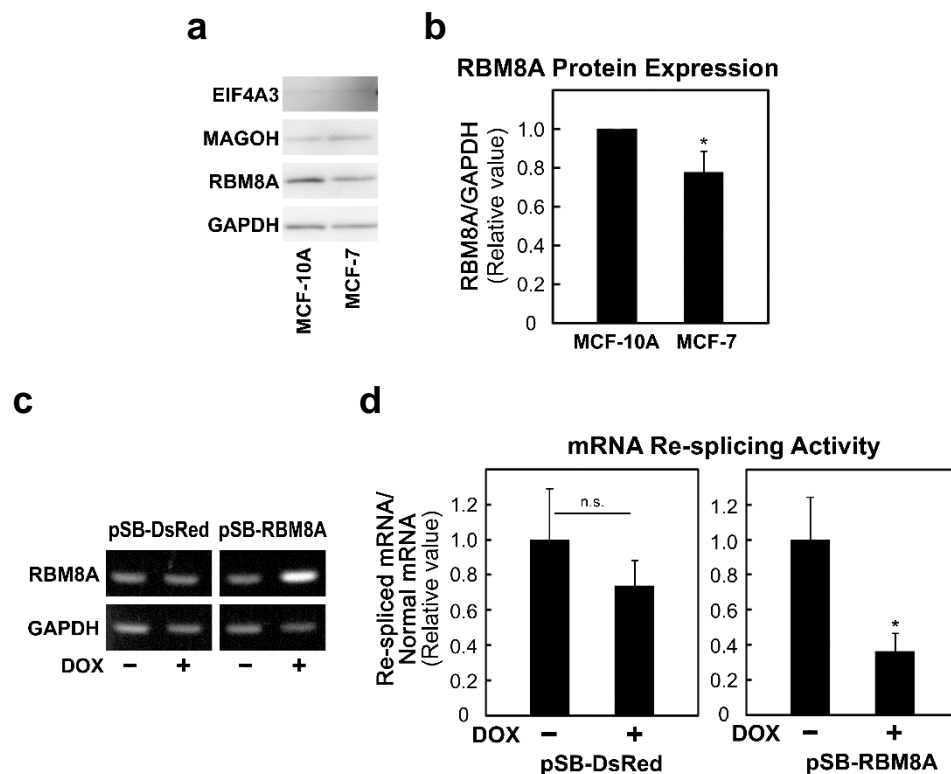 a
EIF4A3
MAGOH
RBM8A
GAPDH
MCF-10A
MCF-7
b
RBM8A Protein Expression
RBM8A/GAPDH
(Relative value)
1.0
0.8
0.6
0.4
0.2
0
*
MCF-10A MCF-7
c
pSB-DsRed pSB-RBM8A
RBM8A
GAPDH
DOX − + − +
d
mRNA Re-splicing Activity
Re-spliced mRNA/
Normal mRNA
(Relative value)
1.2
1.0
0.8
0.6
0.4
0.2
0
n.s.
DOX − +
pSB-DsRed
1.2
1.0
0.8
0.6
0.4
0.2
0
*
DOX − +
pSB-RBM8A